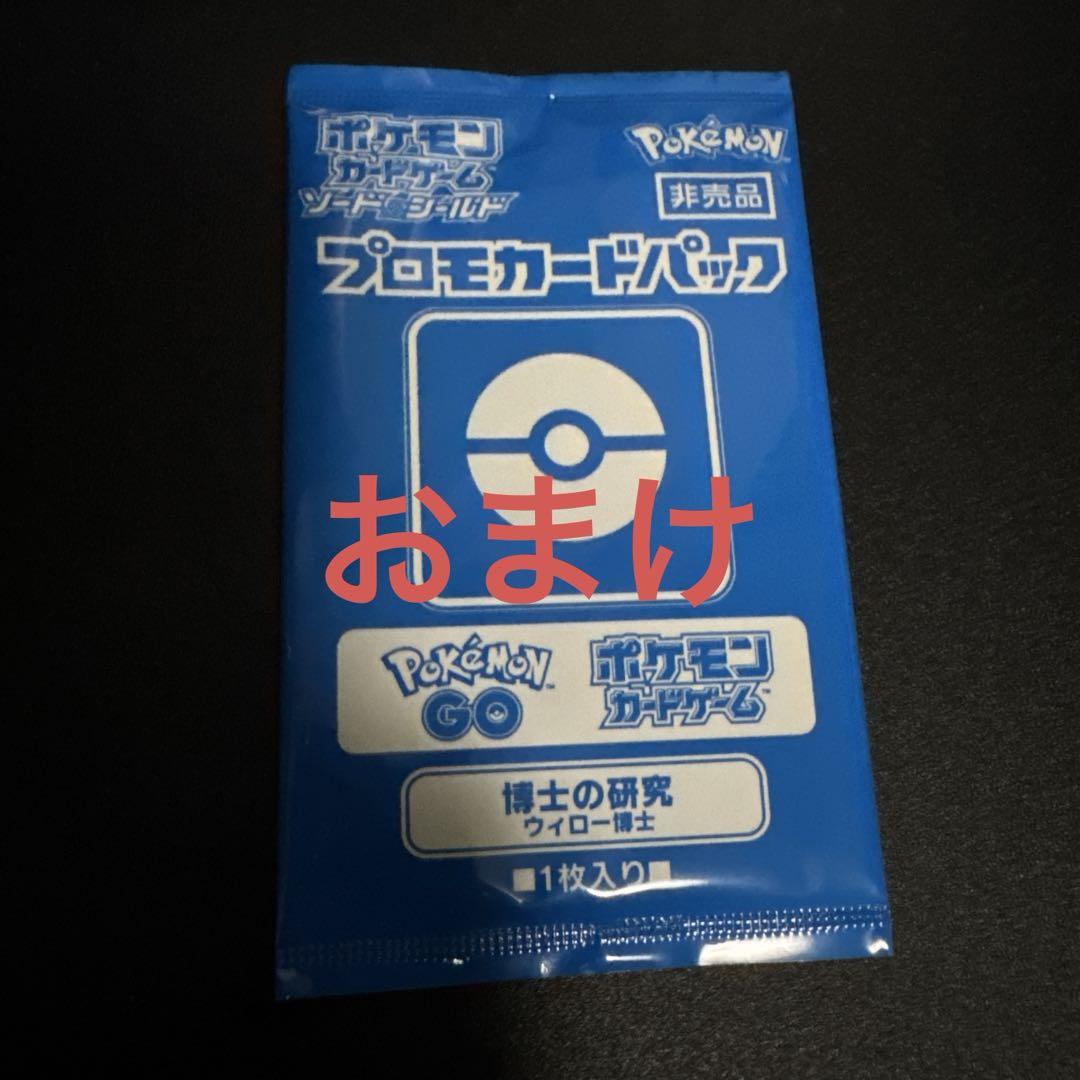 ポケモン
カードゲーム
ソード&シールド
POKéMON
非売品
プロモカードパック
おまけ
POKéMON
GO
ポケモン
カードゲーム
博士の研究
ウィロー博士
■1枚入り■